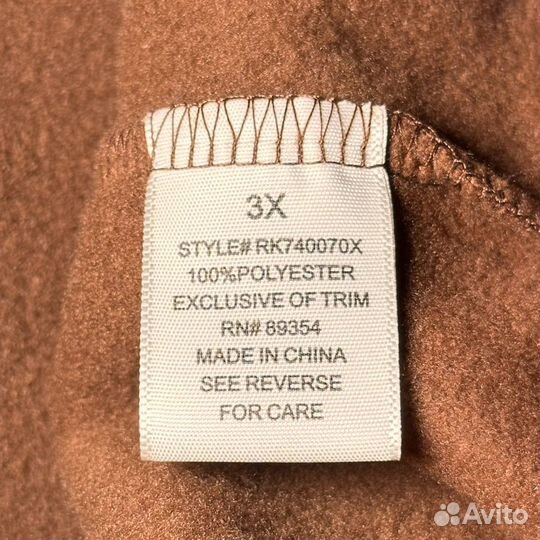 3X
STYLE# RK740070X
100%POLYESTER
EXCLUSIVE OF TRIM
RN# 89354
MADE IN CHINA
SEE REVERSE
FOR CARE
Avito